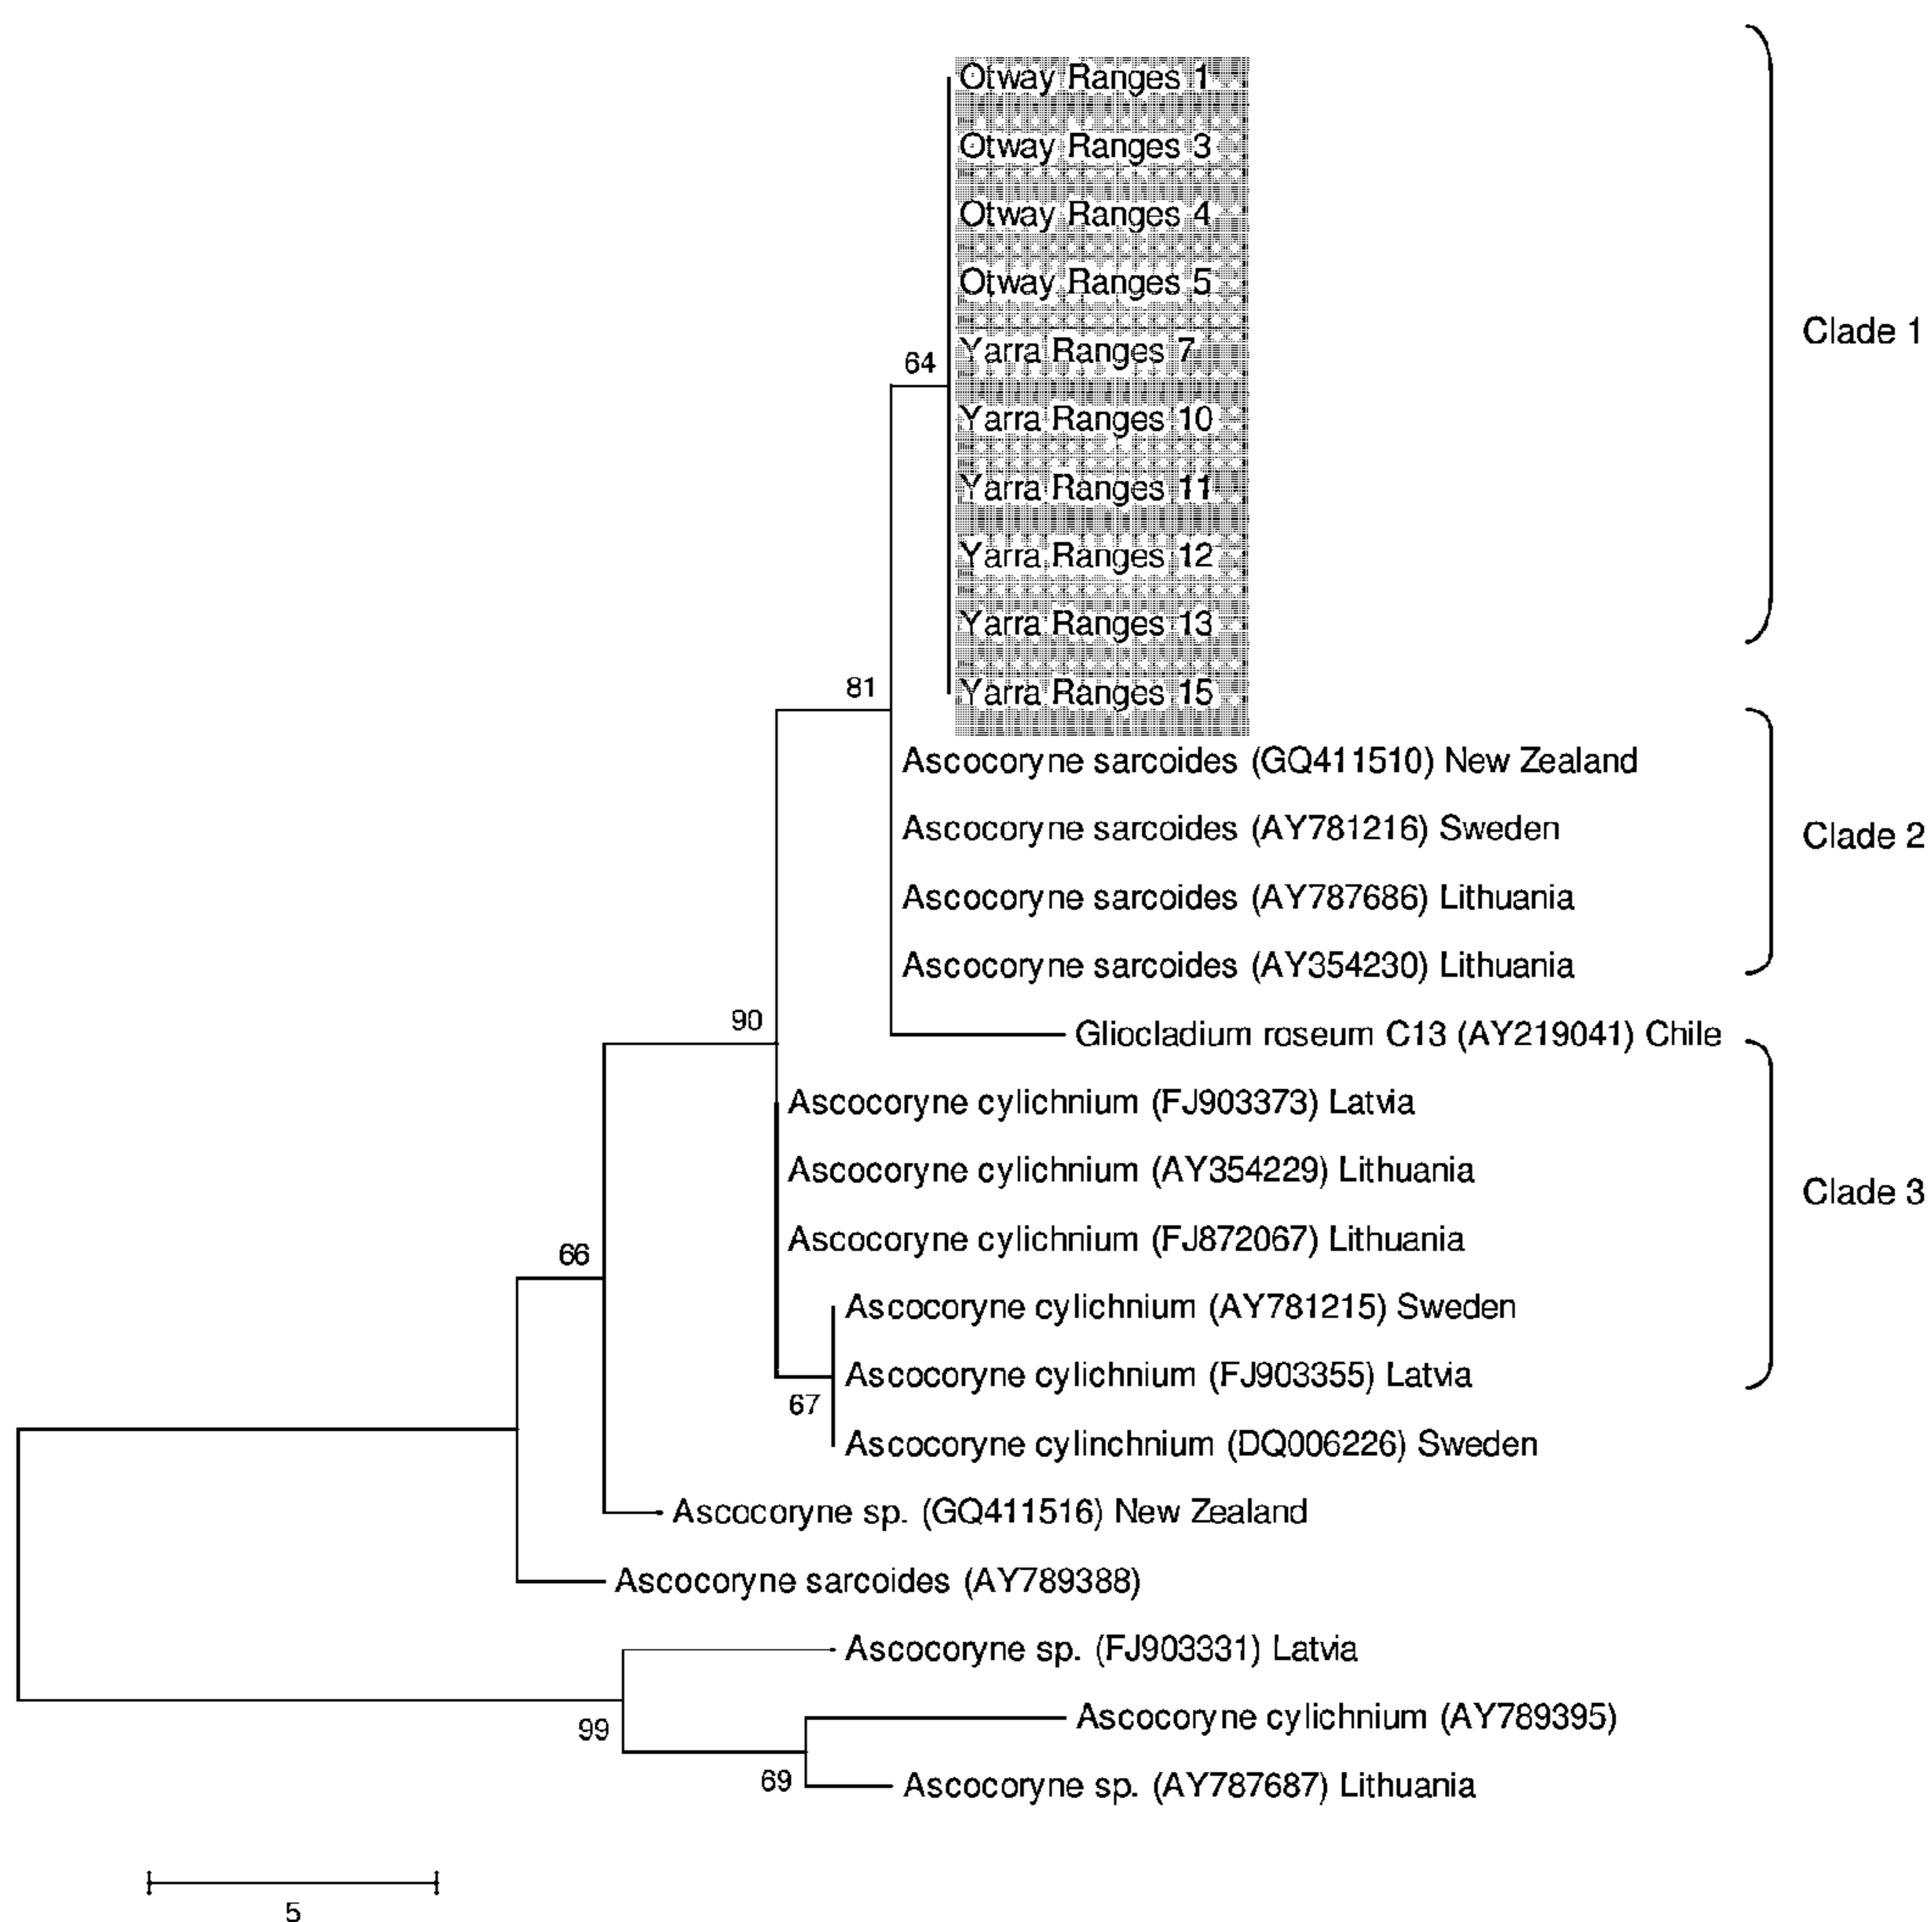 Otway Ranges 1
Otway Ranges 3
Otway Ranges 4
Otway Ranges 5
Clade 1
Yarra Ranges 7
64
Yarra Ranges 10
Yarra Ranges 11
Yarra Ranges 12
Yarra Ranges 13
81
Yarra Ranges 15
Ascocoryne sarcoides (GQ411510) New Zealand
Ascocoryne sarcoides (AY781216) Sweden
Clade 2
Ascocoryne sarcoides (AY787686) Lithuania
Ascocoryne sarcoides (AY354230) Lithuania
90
Gliocladium roseum C13 (AY219041) Chile
Ascocoryne cylichnium (FJ903373) Latvia
Ascocoryne cylichnium (AY354229) Lithuania
Clade 3
Ascocoryne cylichnium (FJ872067) Lithuania
66
Ascocoryne cylichnium (AY781215) Sweden
Ascocoryne cylichnium (FJ903355) Latvia
67
Ascocoryne cylinchnium (DQ006226) Sweden
Ascocoryne sp. (GQ411516) New Zealand
Ascocoryne sarcoides (AY789388)
Ascocoryne sp. (FJ903331) Latvia
Ascocoryne cylichnium (AY789395)
99
69
Ascocoryne sp. (AY787687) Lithuania
5